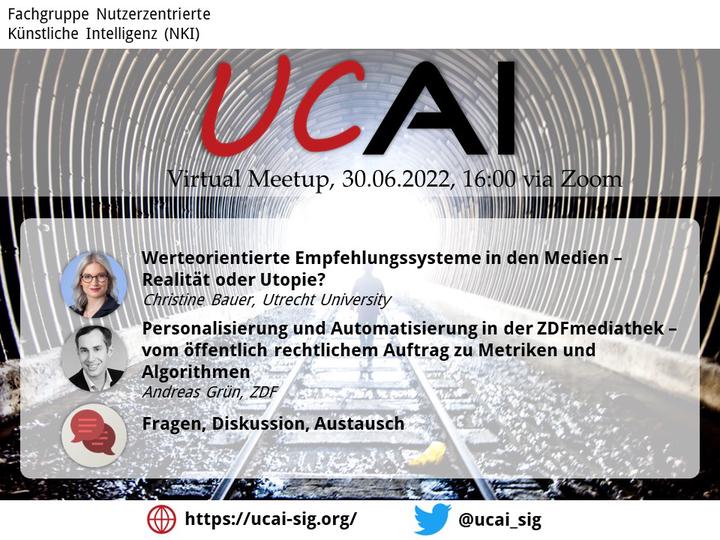 Fachgruppe Nutzerzentrierte
Künstliche Intelligenz (NKI)
UCAI
Virtual Meetup, 30.06.2022, 16:00 via Zoom
Werteorientierte Empfehlungssysteme in den Medien –
Realität oder Utopie?
Christine Bauer, Utrecht University
Personalisierung und Automatisierung in der ZDFmediathek –
vom öffentlich rechtlichem Auftrag zu Metriken und
Algorithmen
Andreas Grün, ZDF
Fragen, Diskussion, Austausch
https://ucai-sig.org/
@ucai_sig